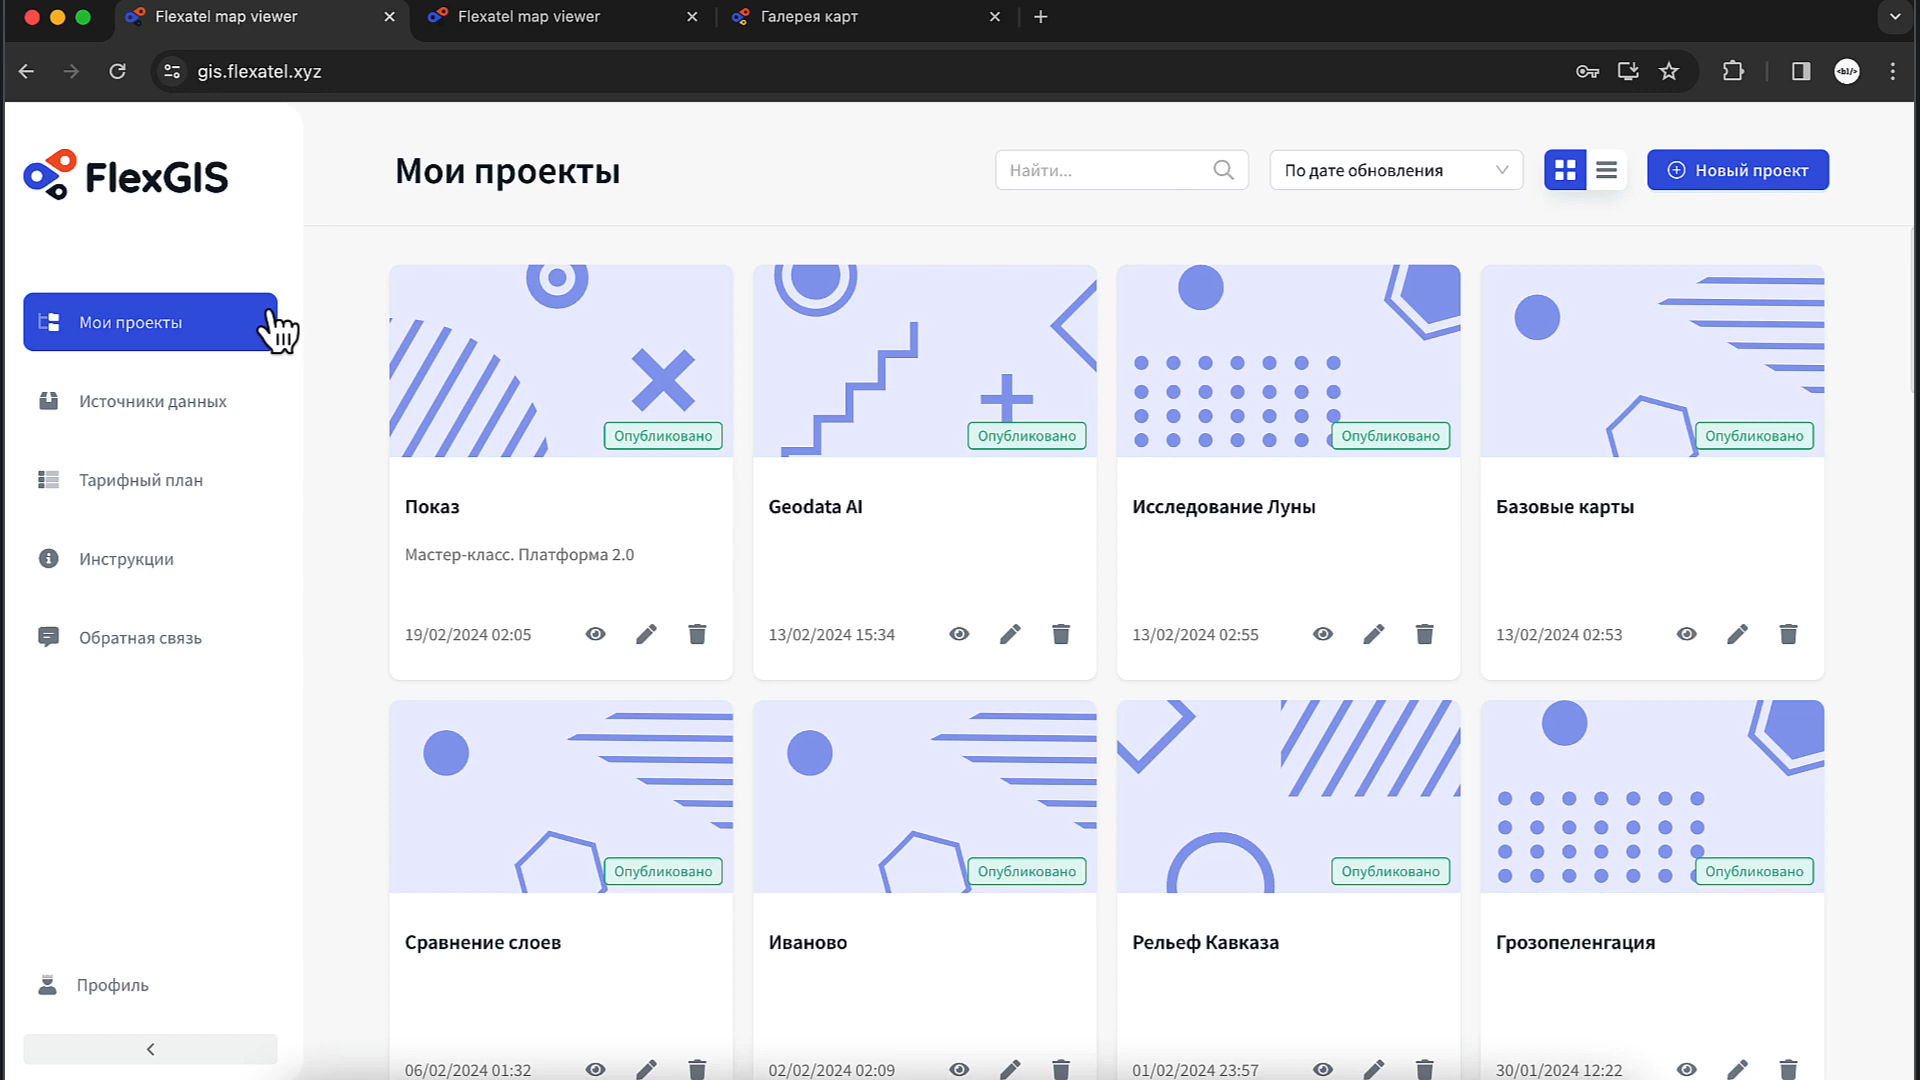 Flexatel map viewer
Flexatel map viewer
Галерея карт
gis.flexatel.xyz
FlexGIS
Мои проекты
Найти...
По дате обновления
Новый проект
Мои проекты
Источники данных
Тарифный план
Инструкции
Обратная связь
Профиль
Опубликовано
Опубликовано
Опубликовано
Опубликовано
Показ
Geodata AI
Исследование Луны
Базовые карты
Мастер-класс. Платформа 2.0
19/02/2024 02:05
13/02/2024 15:34
13/02/2024 02:55
13/02/2024 02:53
Опубликовано
Опубликовано
Опубликовано
Опубликовано
Сравнение слоев
Иваново
Рельеф Кавказа
Грозопеленгация
06/02/2024 01:32
02/02/2024 02:09
01/02/2024 23:57
30/01/2024 12:22